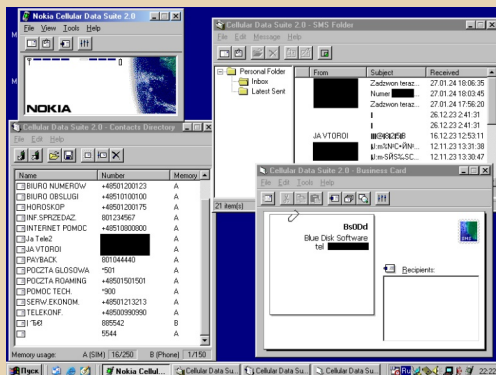 Nokia Cellular Data Suite 2.0
File View Tools Help
NOKIA
Cellular Data Suite 2.0 - SMS Folder
File Edit Message Help
Personal Folder
Inbox
Latest Sent
From Subject Received
Zadzwon teraz... 27.01.24 18:06:35
Numer 27.01.24 18:03:45
Zadzwon teraz... 27.01.24 17:56:20
26.12.23 2:41:31
26.12.23 2:41:31
JA VTOROI 16.12.23 12:53:11
12.11.23 13:31:38
12.11.23 13:30:47
21 item(s)
Cellular Data Suite 2.0 - Contacts Directory
File Edit Help
Name Number Memory
BIURO NUMEROW +48501200123 A
BIURO OBSLUGI +48501100100 A
HOROSKOP +48501200175 A
INF.SPRZEDAZ. 801234567 A
INTERNET POMOC +4810800800 A
Ja Tele2 A
JA VTOROI A
PAYBACK 801044440 A
POCZTA GLOSOWA *501 A
POCZTA ROAMING +48501501501 A
POMOC TECH. *900 A
SERW.EKONOM. +48501213213 A
TELEKONF. +48500990990 A
885542 B
5544 A
Memory usage: A (SIM) 16/250 B (Phone) 1/150
Cellular Data Suite 2.0 - Business Card
File Edit Tools Help
Bs0Dd
Blue Disk Software
tel
SMS
Recipients:
Пуск
Nokia Cellul...
Cellular Data Su...
Cellular Data Su...
Cellular Data Su...
Ru
22:22